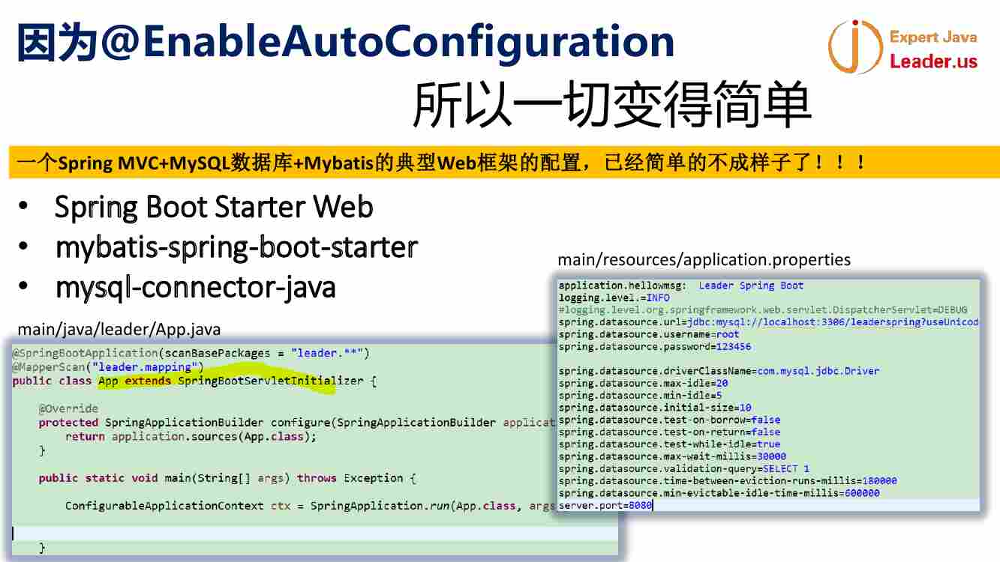 因为@EnableAutoConfiguration
Expert Java
Leader.us
所以一切变得简单
一个Spring MVC+MySQL数据库+Mybatis的典型Web框架的配置，已经简单的不成样子了！！！
• Spring Boot Starter Web
• mybatis-spring-boot-starter
• mysql-connector-java
main/java/leader/App.java
@SpringBootApplication(scanBasePackages = "leader.**")
@MapperScan("leader.mapping")
public class App extends SpringBootServletInitializer {
@Override
protected SpringApplicationBuilder configure(SpringApplicationBuilder applicat
return application.sources(App.class);
}
public static void main(String[] args) throws Exception {
ConfigurableApplicationContext ctx = SpringApplication.run(App.class, args
}
main/resources/application.properties
application.hellowmsg: Leader Spring Boot
logging.level.=INFO
#logging.level.org.springframework.web.servlet.DispatcherServlet=DEBUG
spring.datasource.url=jdbc:mysql://localhost:3306/leaderspring?useUnicod
spring.datasource.username=root
spring.datasource.password=123456
spring.datasource.driverClassName=com.mysql.jdbc.Driver
spring.datasource.max-idle=20
spring.datasource.min-idle=5
spring.datasource.initial-size=10
spring.datasource.test-on-borrow=false
spring.datasource.test-on-return=false
spring.datasource.test-while-idle=true
spring.datasource.max-wait-millis=30000
spring.datasource.validation-query=SELECT 1
spring.datasource.time-between-eviction-runs-millis=180000
spring.datasource.min-evictable-idle-time-millis=600000
server.port=8080